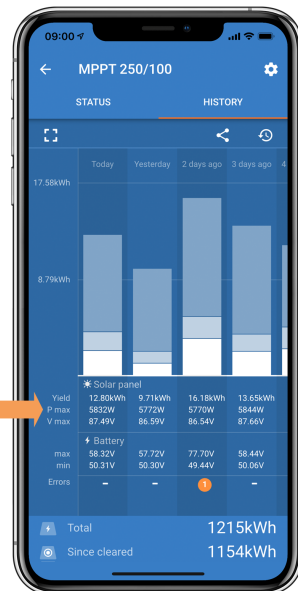 09:00
MPPT 250/100
STATUS HISTORY
Today Yesterday 2 days ago 3 days ago 4
17.58kWh
8.79kWh
Solar panel
Yield 12.80kWh 9.71kWh 16.18kWh 13.65kWh
P max 5832W 5772W 5770W 5844W
V max 87.49V 86.59V 86.54V 87.66V
Battery
max 58.32V 57.72V 77.70V 58.44V
min 50.31V 50.30V 49.44V 50.06V
Errors – – 1 –
Total 1215kWh
Since cleared 1154kWh